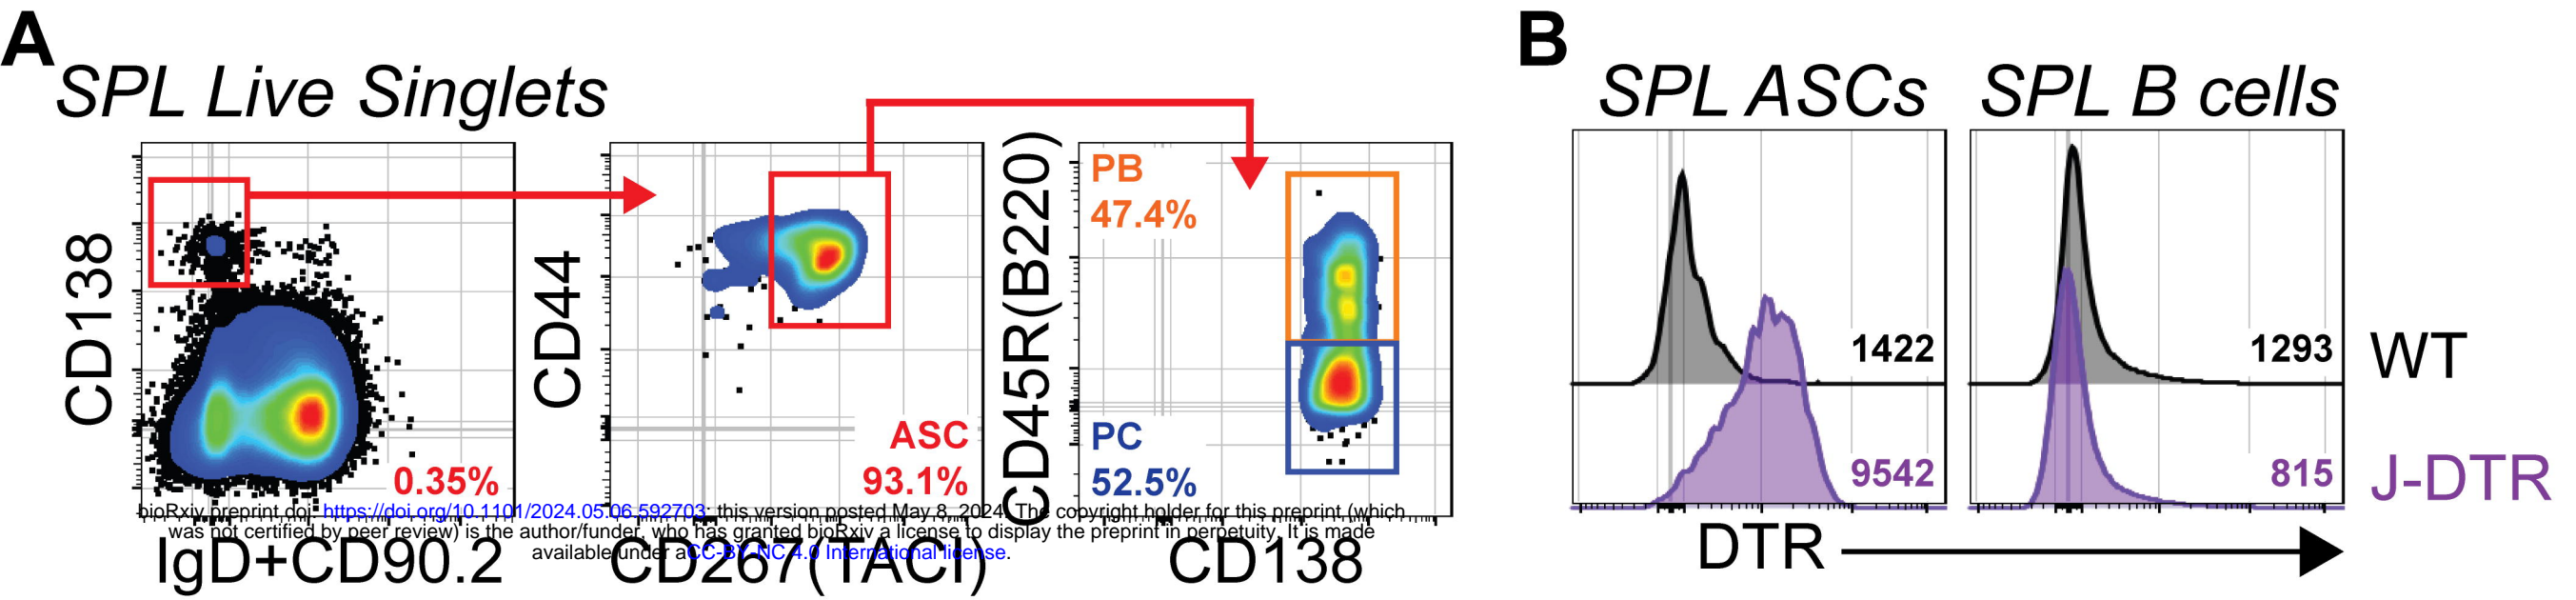 A
SPL Live Singlets
CD138
0.35%
IgD+CD90.2
CD44
ASC
93.1%
CD267(TACI)
CD45R(B220)
PB
47.4%
PC
52.5%
CD138
bioRxiv preprint doi: https://doi.org/10.1101/2024.05.06.592703; this version posted May 8, 2024. The copyright holder for this preprint (which
was not certified by peer review) is the author/funder, who has granted bioRxiv a license to display the preprint in perpetuity. It is made
available under aCC-BY-NC 4.0 International license.
B
SPL ASCs
SPL B cells
1422
1293
WT
9542
815
J-DTR
DTR